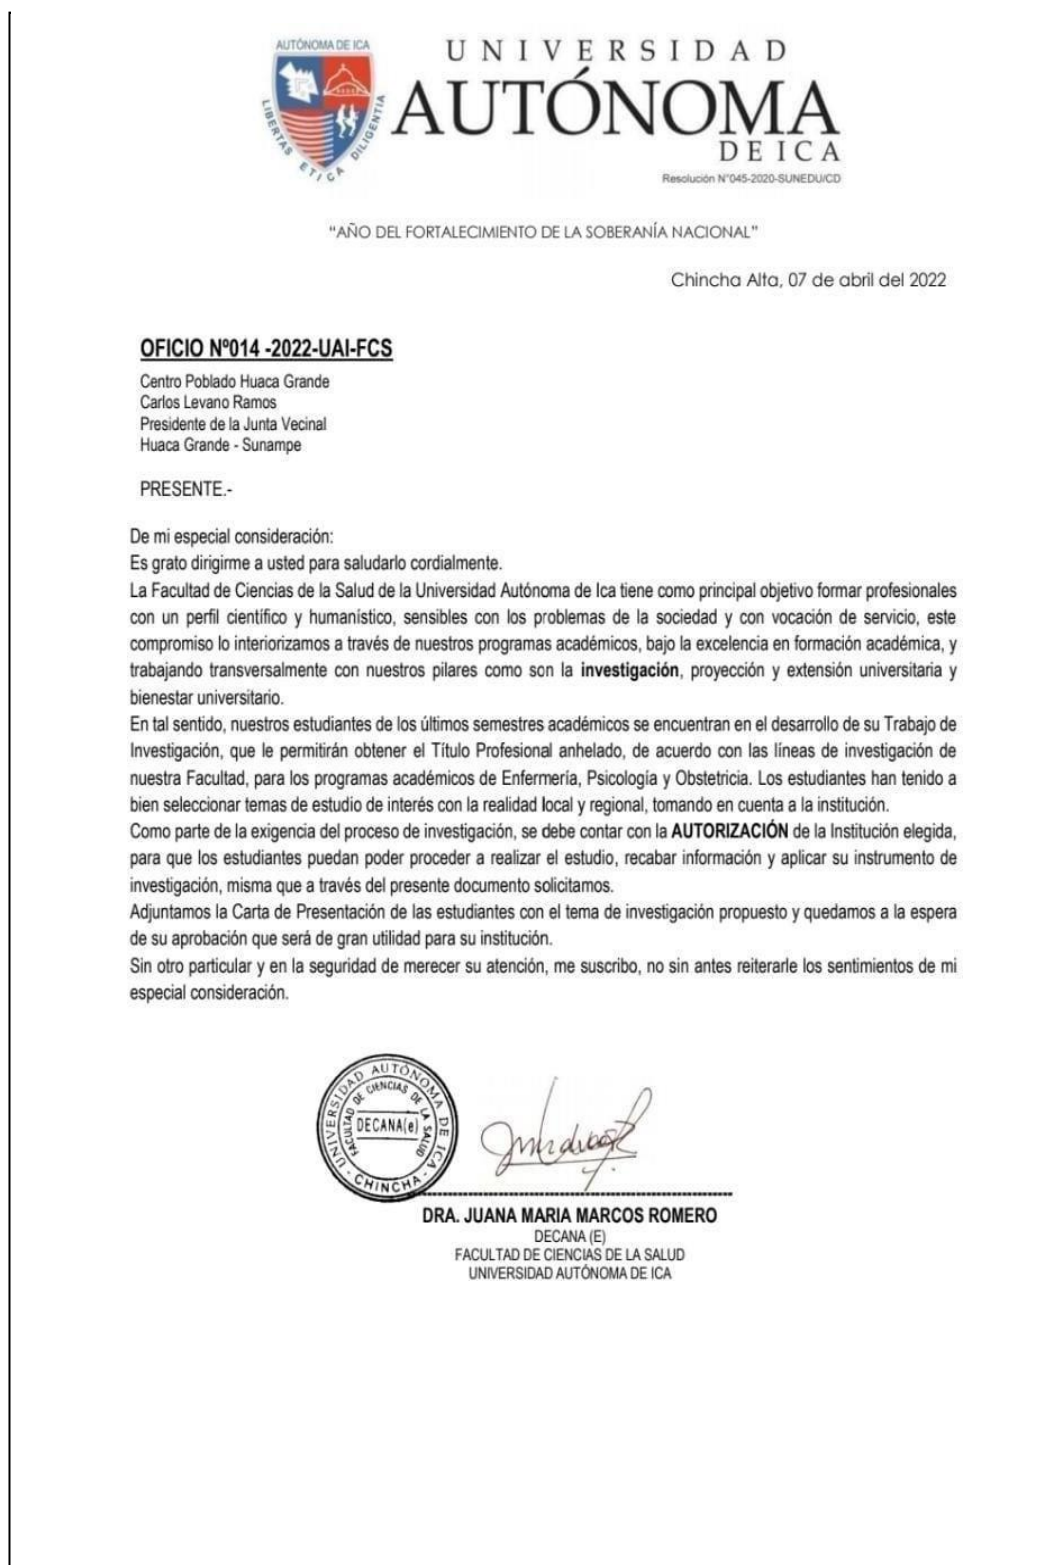 AUTÓNOMA DE ICA
LIBERTAS ETICA DILIGENTIA
UNIVERSIDAD
AUTÓNOMA
DE ICA
Resolución N°045-2020-SUNEDU/CD
“AÑO DEL FORTALECIMIENTO DE LA SOBERANÍA NACIONAL”
Chincha Alta, 07 de abril del 2022
OFICIO Nº014 -2022-UAI-FCS
Centro Poblado Huaca Grande
Carlos Levano Ramos
Presidente de la Junta Vecinal
Huaca Grande - Sunampe
PRESENTE.-
De mi especial consideración:
Es grato dirigirme a usted para saludarlo cordialmente.
La Facultad de Ciencias de la Salud de la Universidad Autónoma de Ica tiene como principal objetivo formar profesionales
con un perfil científico y humanístico, sensibles con los problemas de la sociedad y con vocación de servicio, este
compromiso lo interiorizamos a través de nuestros programas académicos, bajo la excelencia en formación académica, y
trabajando transversalmente con nuestros pilares como son la investigación, proyección y extensión universitaria y
bienestar universitario.
En tal sentido, nuestros estudiantes de los últimos semestres académicos se encuentran en el desarrollo de su Trabajo de
Investigación, que le permitirán obtener el Título Profesional anhelado, de acuerdo con las líneas de investigación de
nuestra Facultad, para los programas académicos de Enfermería, Psicología y Obstetricia. Los estudiantes han tenido a
bien seleccionar temas de estudio de interés con la realidad local y regional, tomando en cuenta a la institución.
Como parte de la exigencia del proceso de investigación, se debe contar con la AUTORIZACIÓN de la Institución elegida,
para que los estudiantes puedan poder proceder a realizar el estudio, recabar información y aplicar su instrumento de
investigación, misma que a través del presente documento solicitamos.
Adjuntamos la Carta de Presentación de las estudiantes con el tema de investigación propuesto y quedamos a la espera
de su aprobación que será de gran utilidad para su institución.
Sin otro particular y en la seguridad de merecer su atención, me suscribo, no sin antes reiterarle los sentimientos de mi
especial consideración.
UNIVERSIDAD AUTÓNOMA DE ICA
FACULTAD DE CIENCIAS DE LA SALUD
DECANA(e)
- CHINCHA -
DRA. JUANA MARIA MARCOS ROMERO
DECANA (E)
FACULTAD DE CIENCIAS DE LA SALUD
UNIVERSIDAD AUTÓNOMA DE ICA